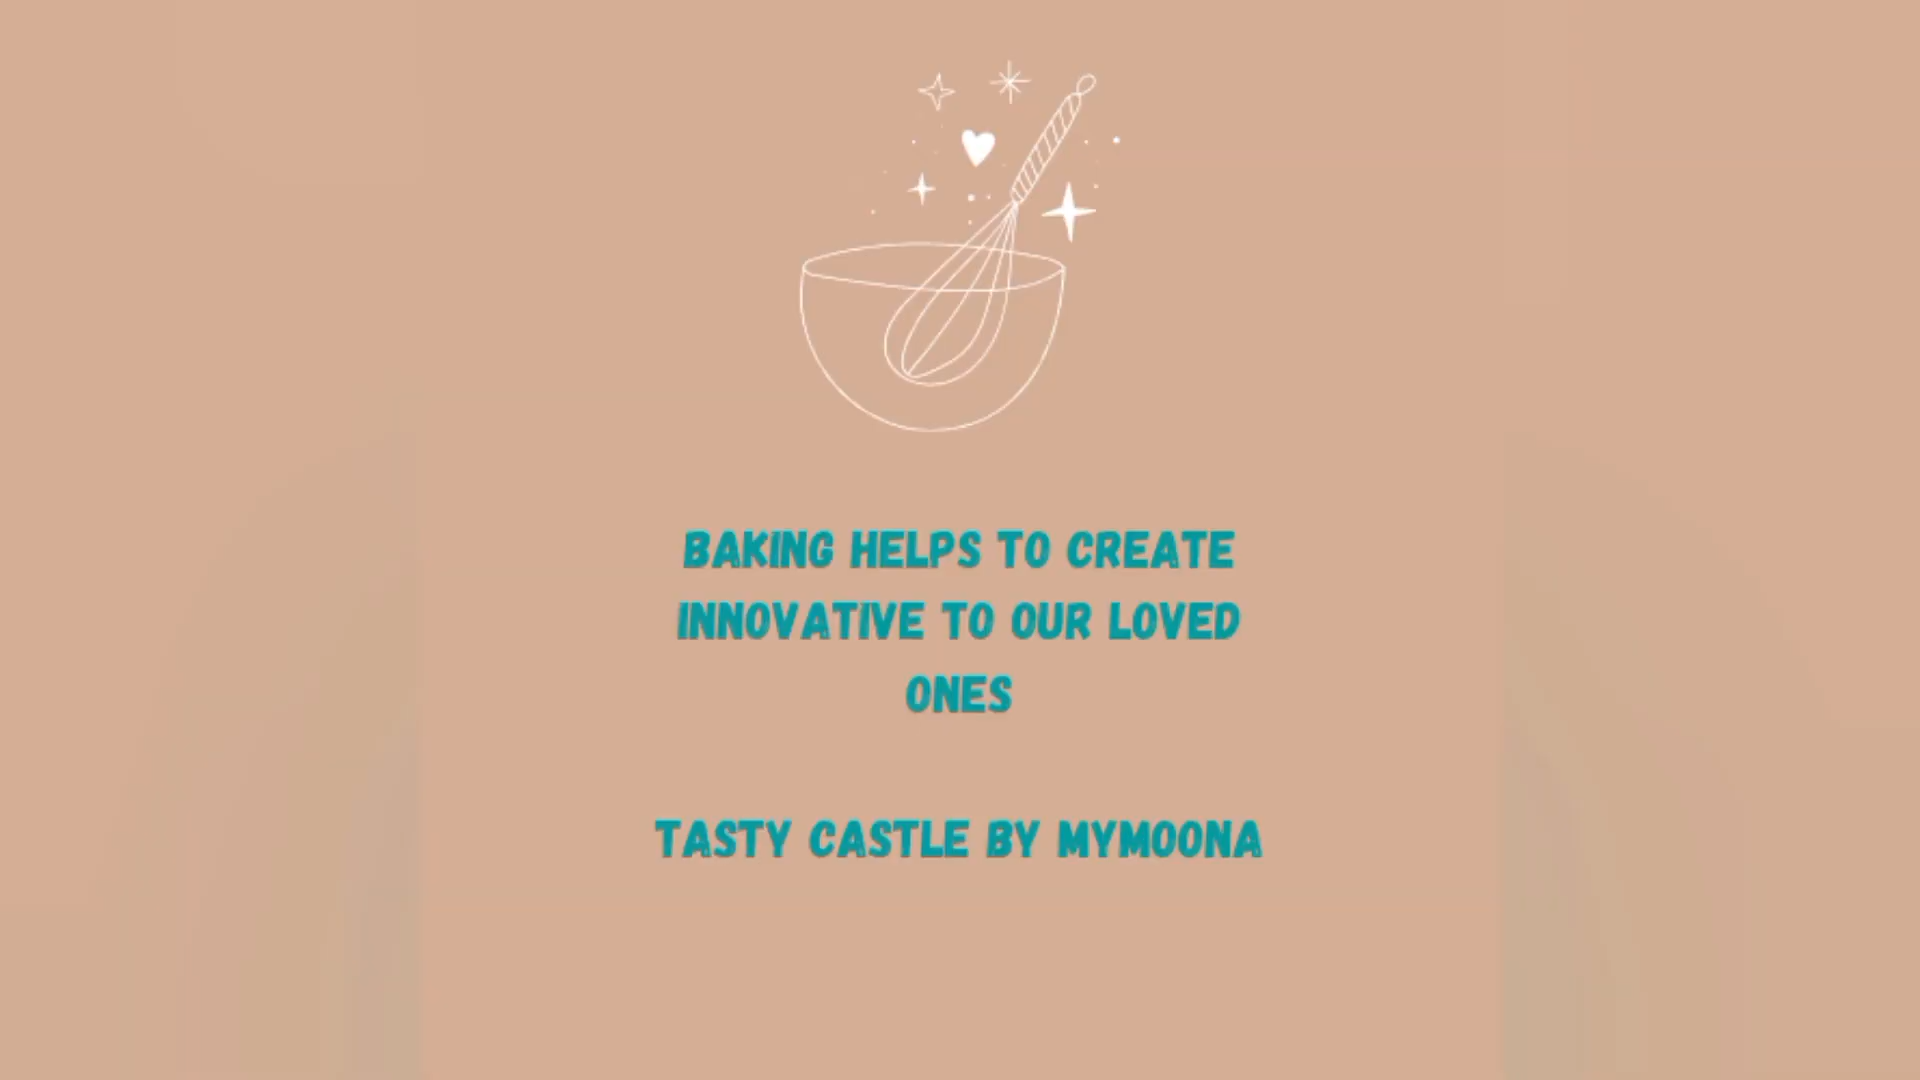 BAKING HELPS TO CREATE
INNOVATIVE TO OUR LOVED
ONES
TASTY CASTLE BY MYMOONA